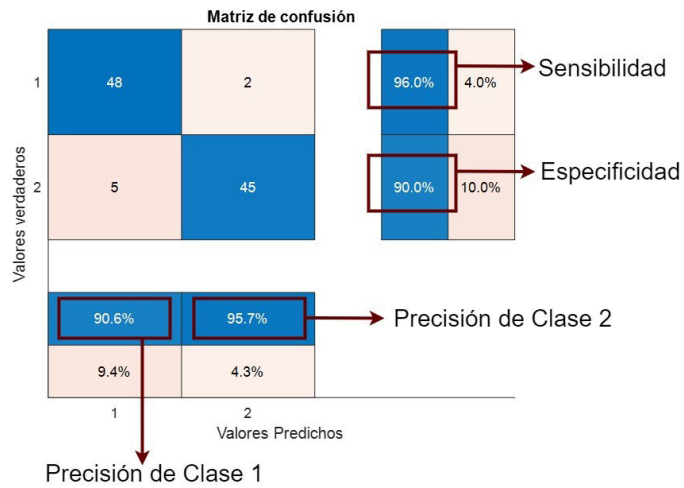 Matriz de confusión
1
48
2
96.0%
4.0%
Sensibilidad
2
5
45
90.0%
10.0%
Especificidad
Valores verdaderos
90.6%
95.7%
Precisión de Clase 2
9.4%
4.3%
1
2
Valores Predichos
Precisión de Clase 1